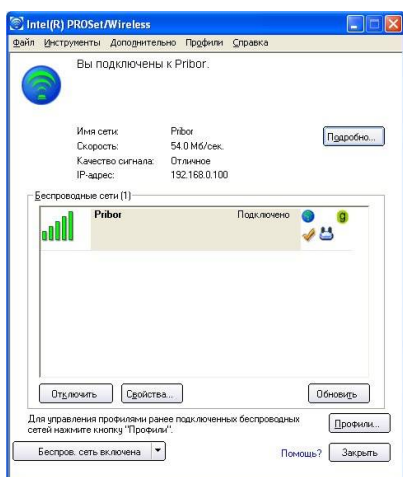 Intel(R) PROSet/Wireless
Файл Инструменты Дополнительно Профили Справка
Вы подключены к Pribor.
Имя сети: Pribor
Скорость: 54.0 Мб/сек.
Качество сигнала: Отличное
IP-адрес: 192.168.0.100
Подробно...
Беспроводные сети (1)
Pribor Подключено
g
Отключить Свойства... Обновить
Для управления профилями ранее подключенных беспроводных
сетей нажмите кнопку "Профили".
Профили...
Беспров. сеть включена Помощь? Закрыть